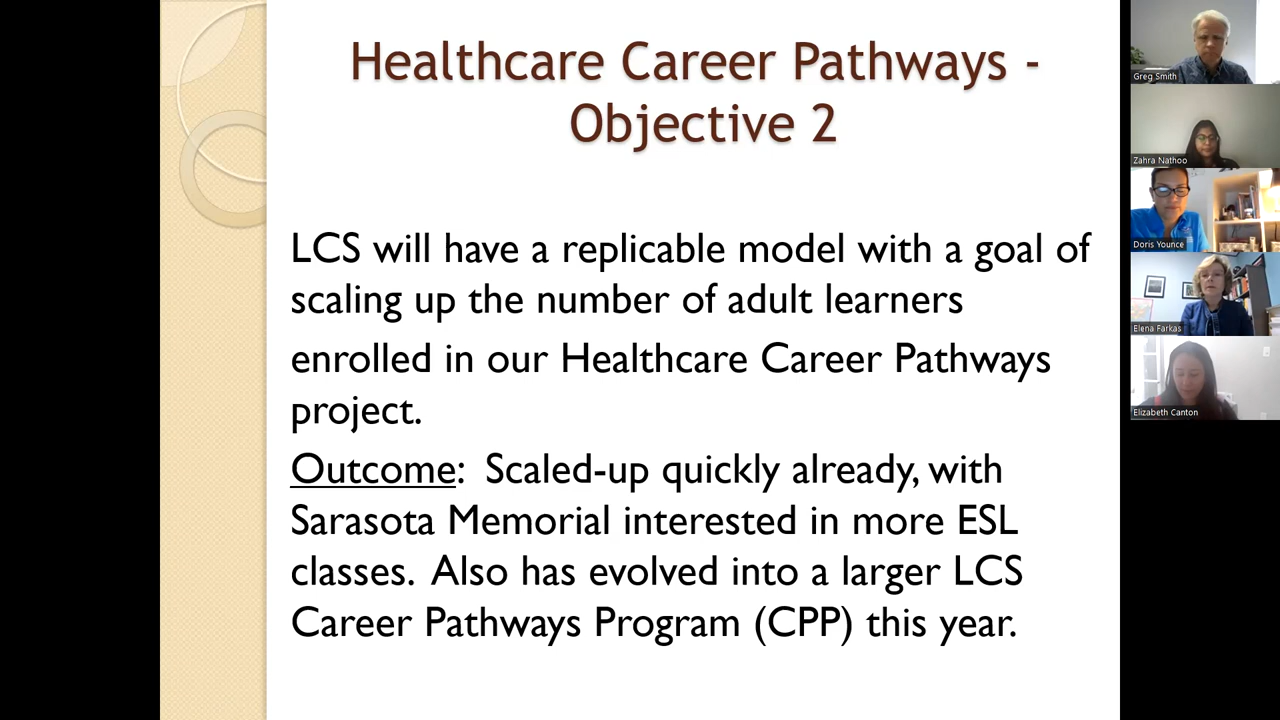 Healthcare Career Pathways -
Objective 2
LCS will have a replicable model with a goal of
scaling up the number of adult learners
enrolled in our Healthcare Career Pathways
project.
Outcome:  Scaled-up quickly already, with
Sarasota Memorial interested in more ESL
classes.  Also has evolved into a larger LCS
Career Pathways Program (CPP) this year.
Greg Smith
Zahra Nathoo
Doris Younce
Elena Farkas
Elizabeth Canton